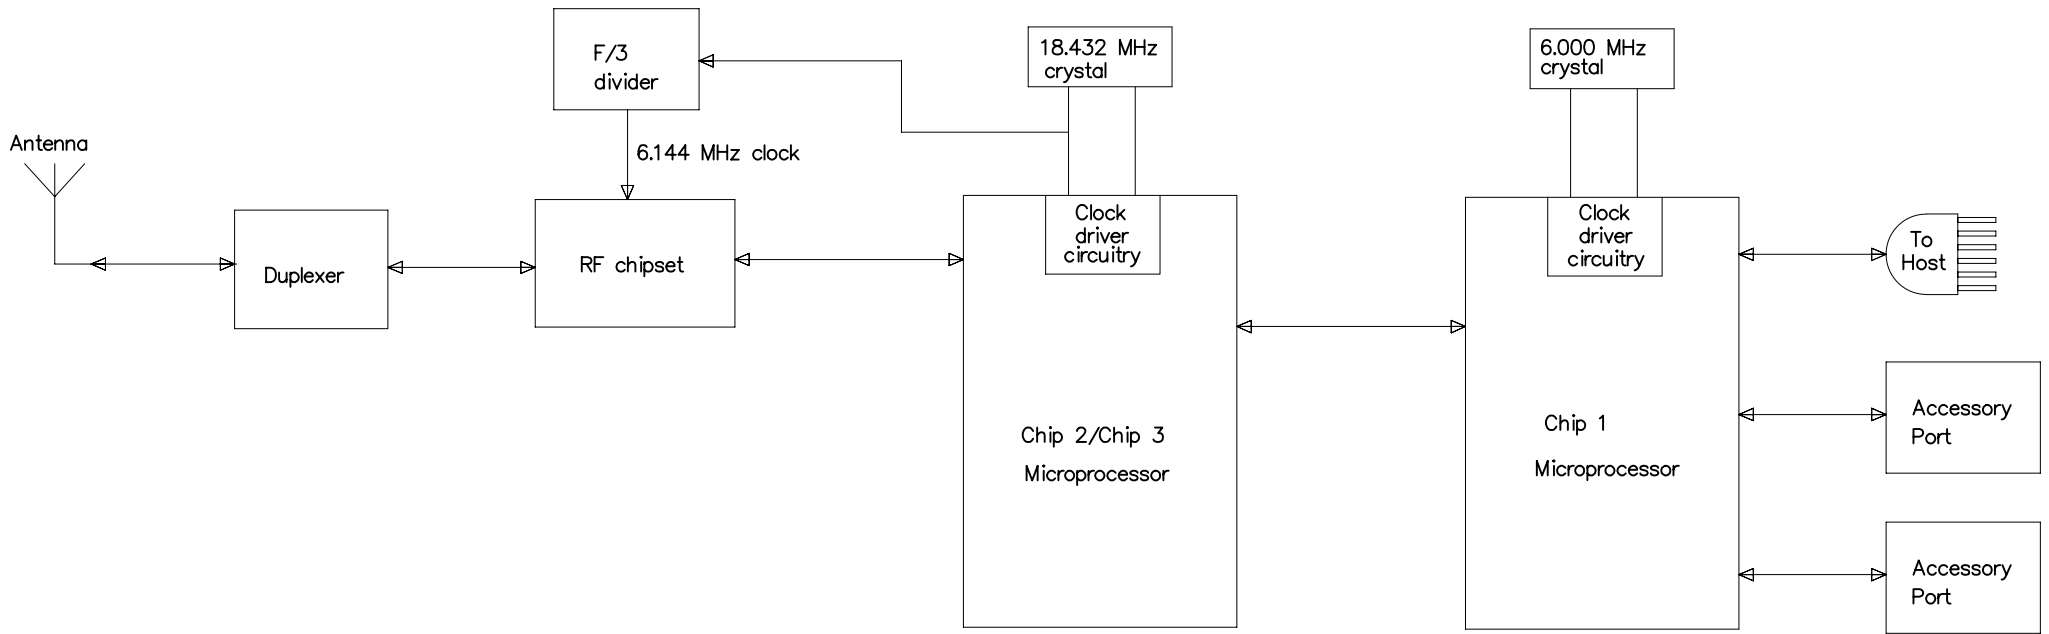 F/3
divider
18.432 MHz
crystal
6.000 MHz
crystal
Antenna
6.144 MHz clock
Duplexer
RF chipset
Clock
driver
circuitry
Clock
driver
circuitry
To
Host
Chip 2/Chip 3
Microprocessor
Chip 1
Microprocessor
Accessory
Port
Accessory
Port